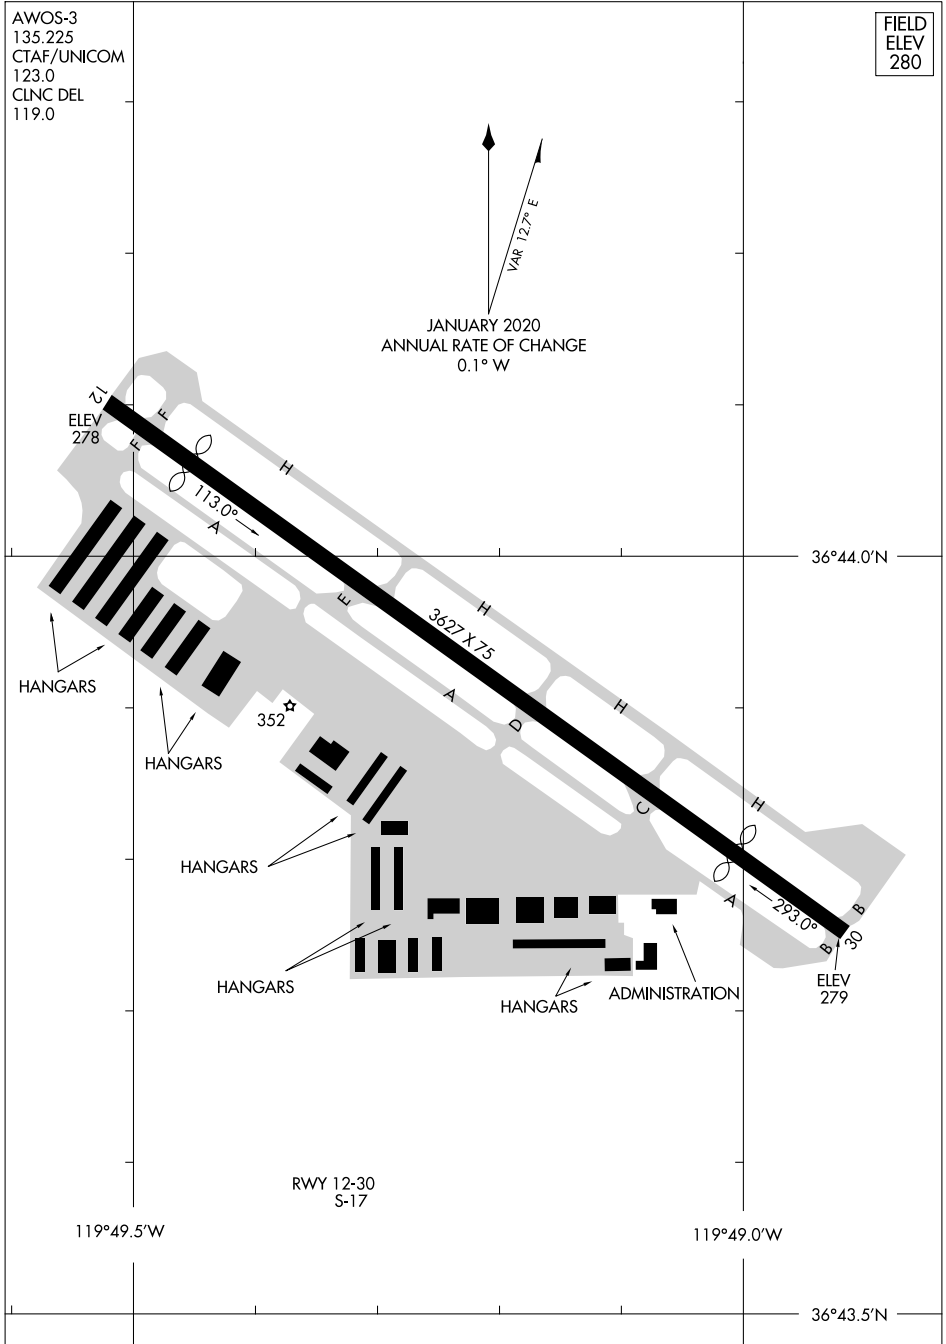 AWOS-3
135.225
CTAF/UNICOM
123.0
CLNC DEL
119.0
FIELD
ELEV
280
VAR 12.7° E
JANUARY 2020
ANNUAL RATE OF CHANGE
0.1° W
12
ELEV
278
F
F
H
113.0°
A
36°44.0'N
E
H
3627 X 75
HANGARS
A
H
D
352
HANGARS
C
H
HANGARS
A
293.0°
B
B
30
HANGARS
HANGARS
ADMINISTRATION
ELEV
279
RWY 12-30
S-17
119°49.5'W
119°49.0'W
36°43.5'N